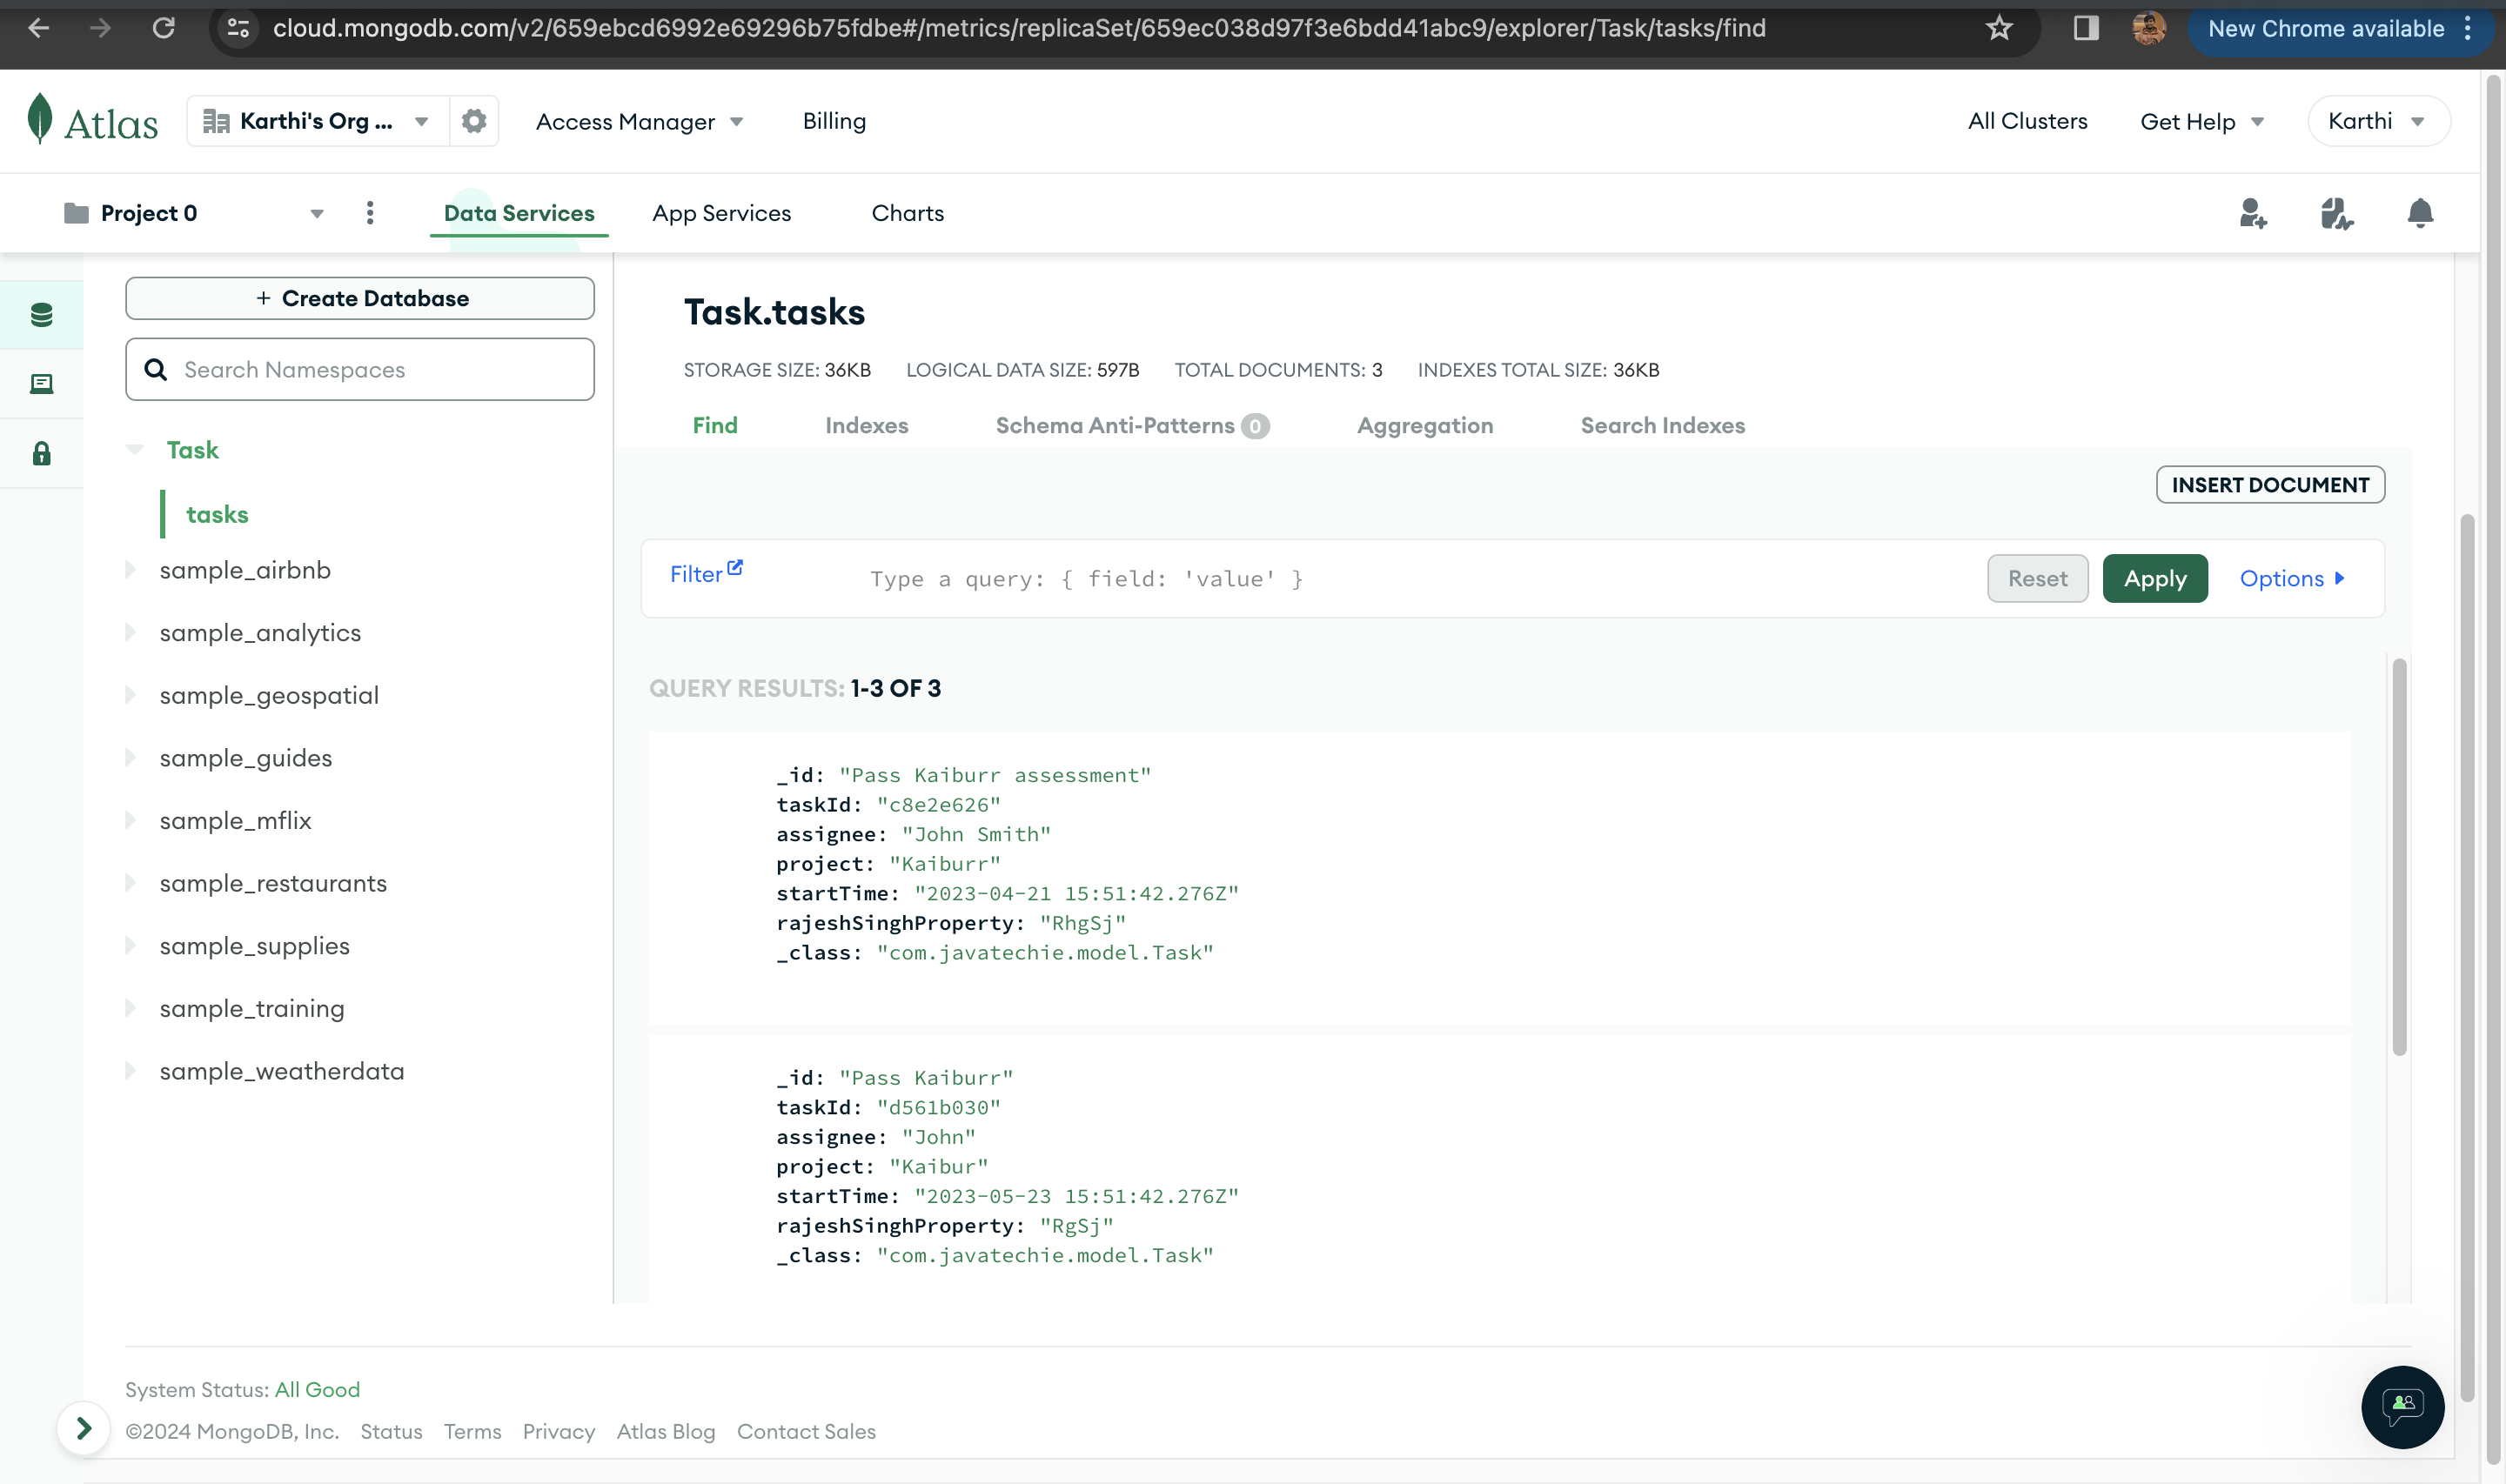 cloud.mongodb.com/v2/659ebcd6992e69296b75fdbe#/metrics/replicaSet/659ec038d97f3e6bdd41abc9/explorer/Task/tasks/find
New Chrome available
Atlas
Karthi's Org ...
Access Manager
Billing
All Clusters
Get Help
Karthi
Project 0
Data Services
App Services
Charts
+ Create Database
Search Namespaces
Task
tasks
sample_airbnb
sample_analytics
sample_geospatial
sample_guides
sample_mflix
sample_restaurants
sample_supplies
sample_training
sample_weatherdata
Task.tasks
STORAGE SIZE: 36KB LOGICAL DATA SIZE: 597B TOTAL DOCUMENTS: 3 INDEXES TOTAL SIZE: 36KB
Find Indexes Schema Anti-Patterns 0 Aggregation Search Indexes
INSERT DOCUMENT
Filter Type a query: { field: 'value' } Reset Apply Options
QUERY RESULTS: 1-3 OF 3
_id: "Pass Kaiburr assessment"
taskId: "c8e2e626"
assignee: "John Smith"
project: "Kaiburr"
startTime: "2023-04-21 15:51:42.276Z"
rajeshSinghProperty: "RhgSj"
_class: "com.javatechie.model.Task"
_id: "Pass Kaiburr"
taskId: "d561b030"
assignee: "John"
project: "Kaibur"
startTime: "2023-05-23 15:51:42.276Z"
rajeshSinghProperty: "RgSj"
_class: "com.javatechie.model.Task"
System Status: All Good
©2024 MongoDB, Inc. Status Terms Privacy Atlas Blog Contact Sales